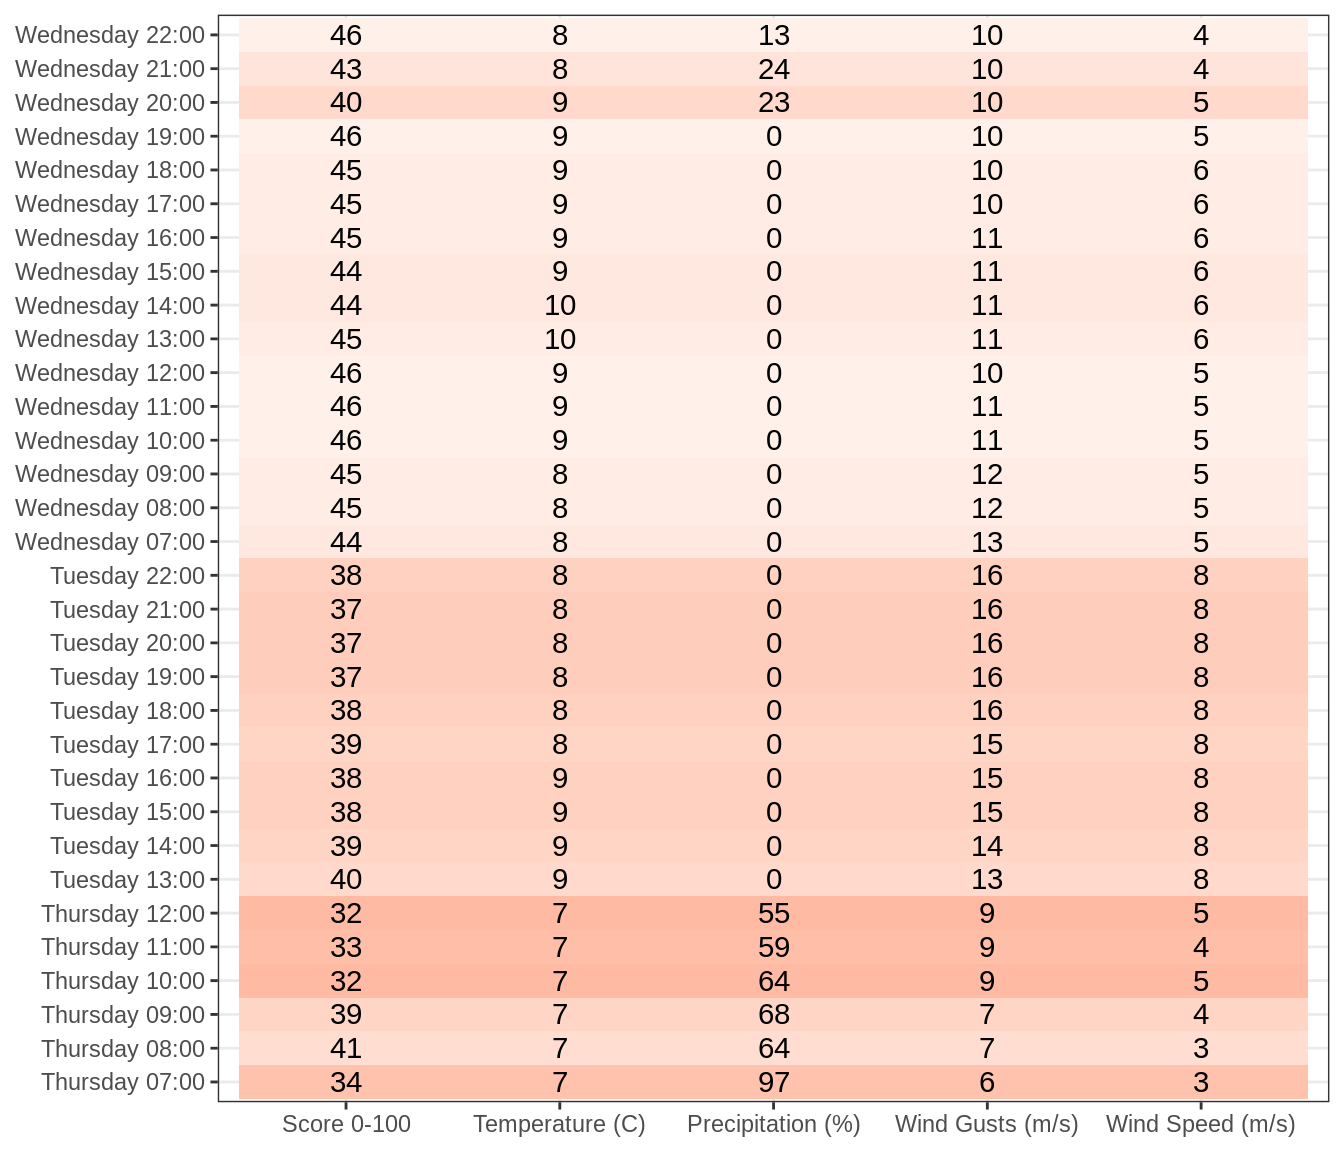 Wednesday 22:00 46 8 13 10 4
Wednesday 21:00 43 8 24 10 4
Wednesday 20:00 40 9 23 10 5
Wednesday 19:00 46 9 0 10 5
Wednesday 18:00 45 9 0 10 6
Wednesday 17:00 45 9 0 10 6
Wednesday 16:00 45 9 0 11 6
Wednesday 15:00 44 9 0 11 6
Wednesday 14:00 44 10 0 11 6
Wednesday 13:00 45 10 0 11 6
Wednesday 12:00 46 9 0 10 5
Wednesday 11:00 46 9 0 11 5
Wednesday 10:00 46 9 0 11 5
Wednesday 09:00 45 8 0 12 5
Wednesday 08:00 45 8 0 12 5
Wednesday 07:00 44 8 0 13 5
Tuesday 22:00 38 8 0 16 8
Tuesday 21:00 37 8 0 16 8
Tuesday 20:00 37 8 0 16 8
Tuesday 19:00 37 8 0 16 8
Tuesday 18:00 38 8 0 16 8
Tuesday 17:00 39 8 0 15 8
Tuesday 16:00 38 9 0 15 8
Tuesday 15:00 38 9 0 15 8
Tuesday 14:00 39 9 0 14 8
Tuesday 13:00 40 9 0 13 8
Thursday 12:00 32 7 55 9 5
Thursday 11:00 33 7 59 9 4
Thursday 10:00 32 7 64 9 5
Thursday 09:00 39 7 68 7 4
Thursday 08:00 41 7 64 7 3
Thursday 07:00 34 7 97 6 3
Score 0-100 Temperature (C) Precipitation (%) Wind Gusts (m/s) Wind Speed (m/s)